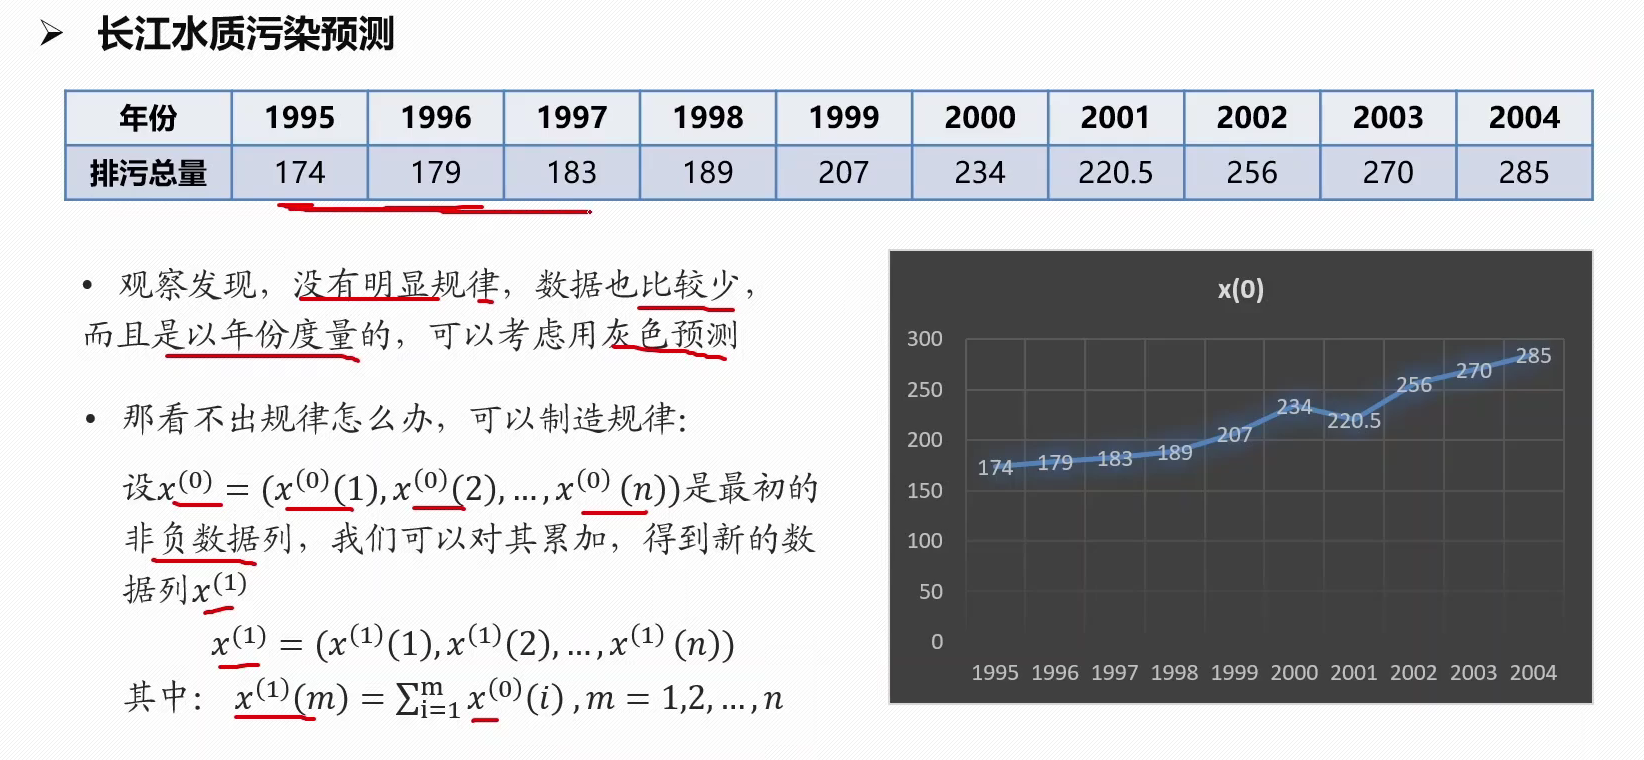 ➢ 长江水质污染预测
年份 1995 1996 1997 1998 1999 2000 2001 2002 2003 2004
排污总量 174 179 183 189 207 234 220.5 256 270 285
• 观察发现，没有明显规律，数据也比较少，
而且是以年份度量的，可以考虑用灰色预测
• 那看不出规律怎么办，可以制造规律：
设x⁽⁰⁾ = (x⁽⁰⁾(1), x⁽⁰⁾(2), … , x⁽⁰⁾ (n))是最初的
非负数据列，我们可以对其累加，得到新的数
据列x⁽¹⁾
x⁽¹⁾ = (x⁽¹⁾(1), x⁽¹⁾(2), … , x⁽¹⁾ (n))
其中： x⁽¹⁾(m) = ∑ᵢ₌₁ᵐ x⁽⁰⁾(i) , m = 1,2, … , n
x(0)
300
250
200
150
100
50
0
174 179 183 189 207 234 220.5 256 270 285
1995 1996 1997 1998 1999 2000 2001 2002 2003 2004